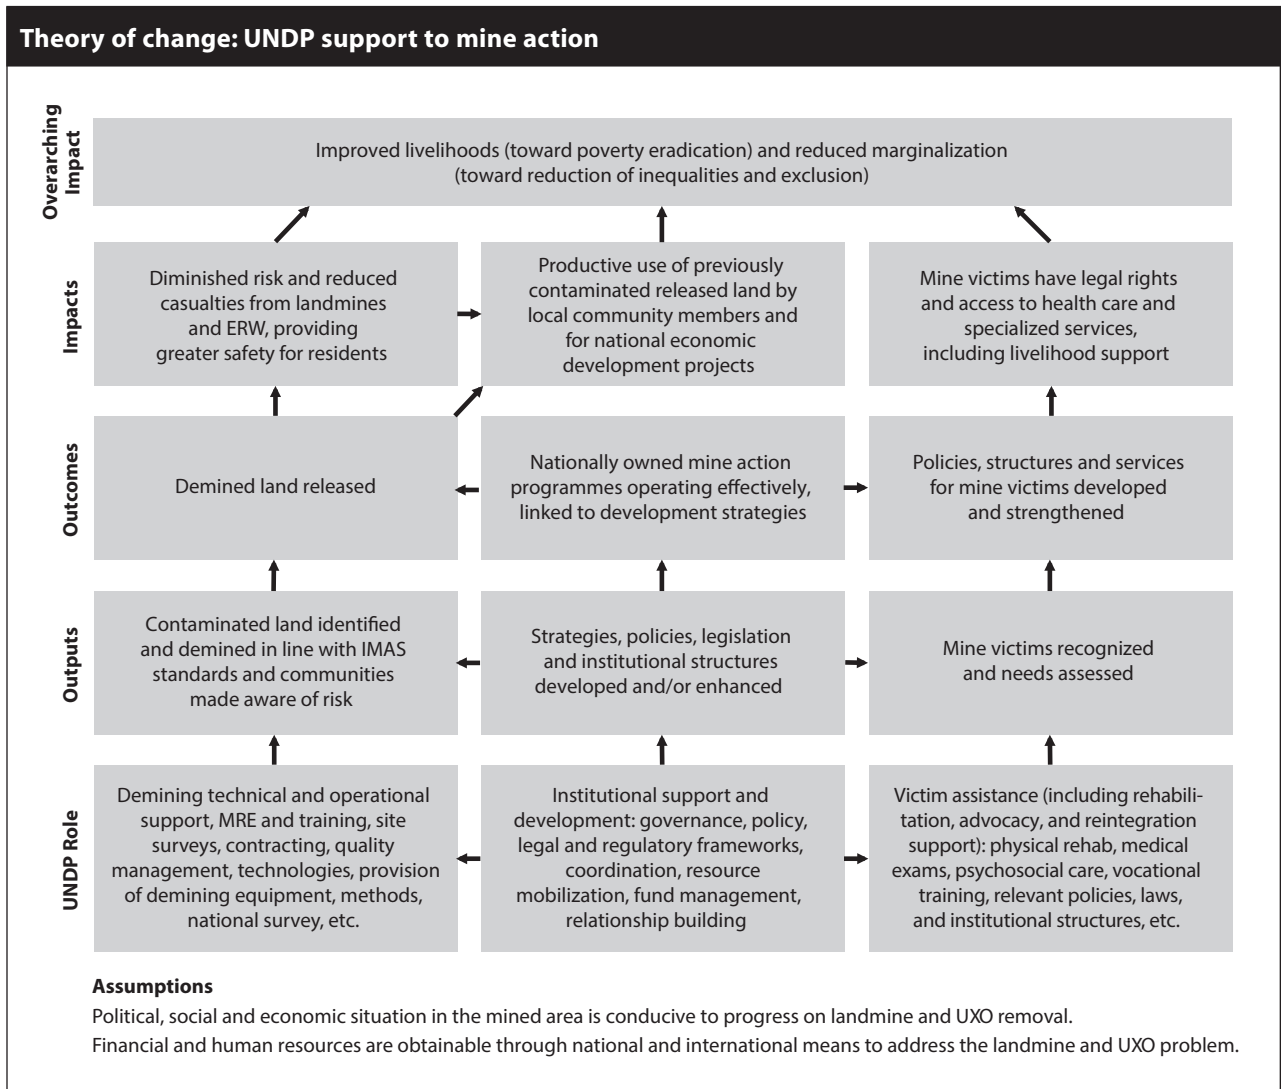 Theory of change: UNDP support to mine action
Overarching
Impact
Improved livelihoods (toward poverty eradication) and reduced marginalization
(toward reduction of inequalities and exclusion)
Impacts
Diminished risk and reduced
casualties from landmines
and ERW, providing
greater safety for residents
Productive use of previously
contaminated released land by
local community members and
for national economic
development projects
Mine victims have legal rights
and access to health care and
specialized services,
including livelihood support
Outcomes
Demined land released
Nationally owned mine action
programmes operating effectively,
linked to development strategies
Policies, structures and services
for mine victims developed
and strengthened
Outputs
Contaminated land identified
and demined in line with IMAS
standards and communities
made aware of risk
Strategies, policies, legislation
and institutional structures
developed and/or enhanced
Mine victims recognized
and needs assessed
UNDP Role
Demining technical and operational
support, MRE and training, site
surveys, contracting, quality
management, technologies, provision
of demining equipment, methods,
national survey, etc.
Institutional support and
development: governance, policy,
legal and regulatory frameworks,
coordination, resource
mobilization, fund management,
relationship building
Victim assistance (including rehabili-
tation, advocacy, and reintegration
support): physical rehab, medical
exams, psychosocial care, vocational
training, relevant policies, laws,
and institutional structures, etc.
Assumptions
Political, social and economic situation in the mined area is conducive to progress on landmine and UXO removal.
Financial and human resources are obtainable through national and international means to address the landmine and UXO problem.